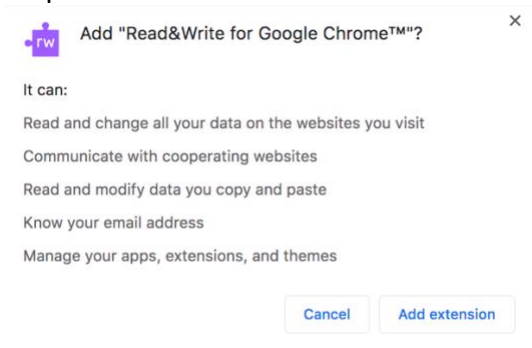 rw
Add "Read&Write for Google Chrome™"?
×
It can:
Read and change all your data on the websites you visit
Communicate with cooperating websites
Read and modify data you copy and paste
Know your email address
Manage your apps, extensions, and themes
Cancel Add extension